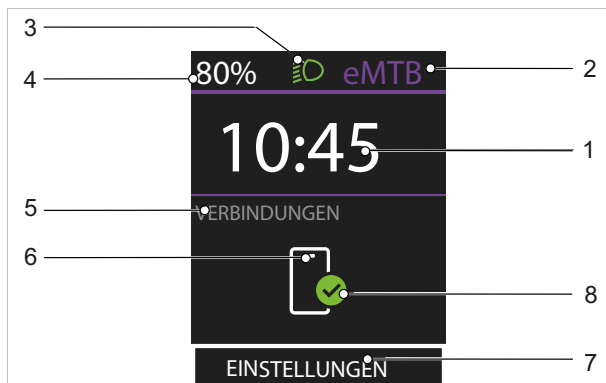 3
4 80% eMTB 2
10:45 1
5 VERBINDUNGEN
6
8
EINSTELLUNGEN 7